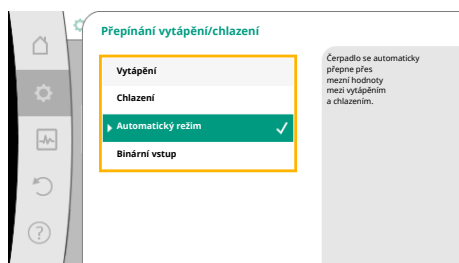 Přepínání vytápění/chlazení
Vytápění
Chlazení
Automatický režim
Binární vstup
Čerpadlo se automaticky
přepne přes
mezní hodnoty
mezi vytápěním
a chlazením.